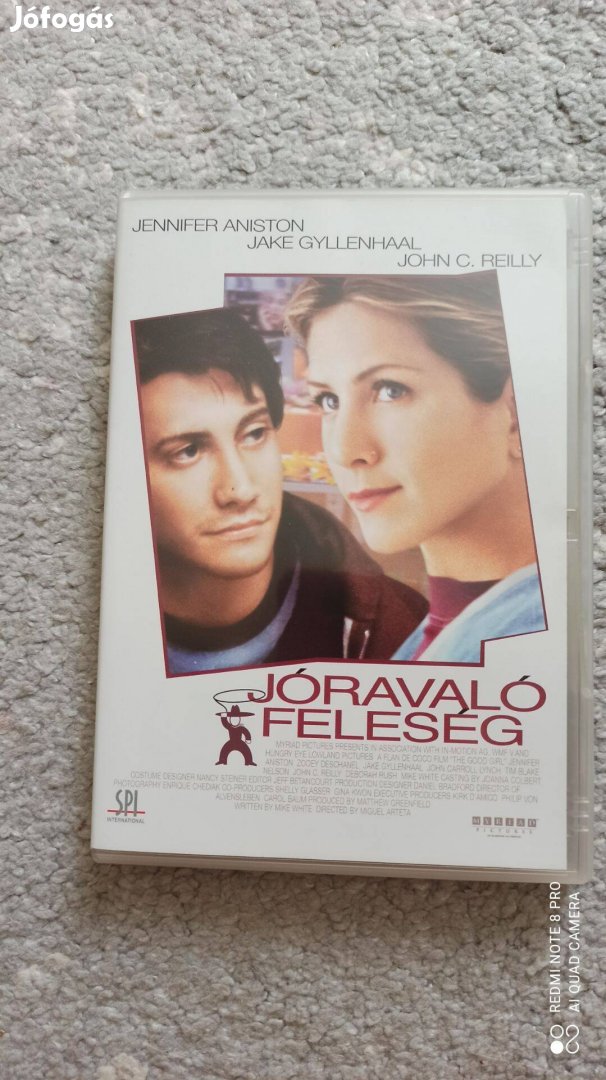 Jófogás
JENNIFER ANISTON
JAKE GYLLENHAAL
JOHN C. REILLY
JÓRAVALÓ
FELESÉG
MYRIAD PICTURES PRESENTS IN ASSOCIATION WITH IN-MOTION AG, WMF V AND
HUNGRY EYE LOWLAND PICTURES A FLAN DE COCO FILM "THE GOOD GIRL" JENNIFER
ANISTON, ZOOEY DESCHANEL, JAKE GYLLENHAAL, JOHN CARROLL LYNCH, TIM BLAKE
NELSON, JOHN C. REILLY, DEBORAH RUSH, MIKE WHITE CASTING BY JOANNA COLBERT
COSTUME DESIGNER NANCY STEINER EDITOR JEFF BETANCOURT PRODUCTION DESIGNER DANIEL BRADFORD DIRECTOR OF
PHOTOGRAPHY ENRIQUE CHEDIAK CO-PRODUCERS SHELLY GLASSER GINA KWON EXECUTIVE PRODUCERS KIRK D'AMICO PHILIP VON
ALVENSLEBEN CAROL BAUM PRODUCED BY MATTHEW GREENFIELD
WRITTEN BY MIKE WHITE DIRECTED BY MIGUEL ARTETA
SPI
INTERNATIONAL
MYRIAD
PICTURES
REDMI NOTE 8 PRO
AI QUAD CAMERA